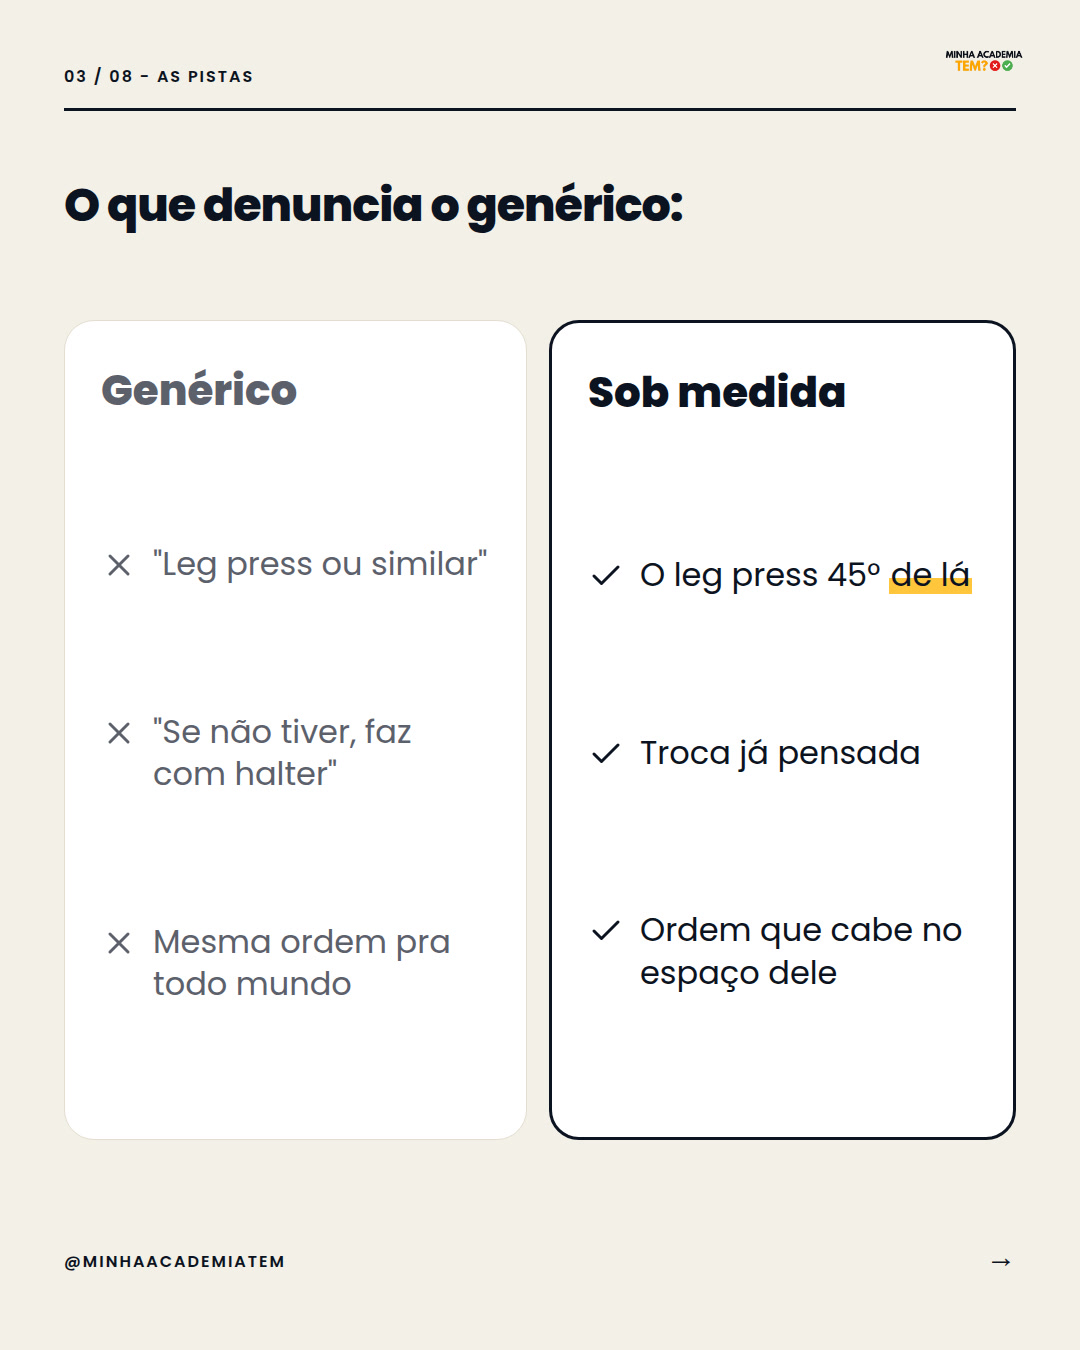 03 / 08 - AS PISTAS
MINHA ACADEMIA
TEM?
O que denuncia o genérico:
Genérico
"Leg press ou similar"
"Se não tiver, faz
com halter"
Mesma ordem pra
todo mundo
Sob medida
O leg press 45º de lá
Troca já pensada
Ordem que cabe no
espaço dele
@MINHAACADEMIATEM
→